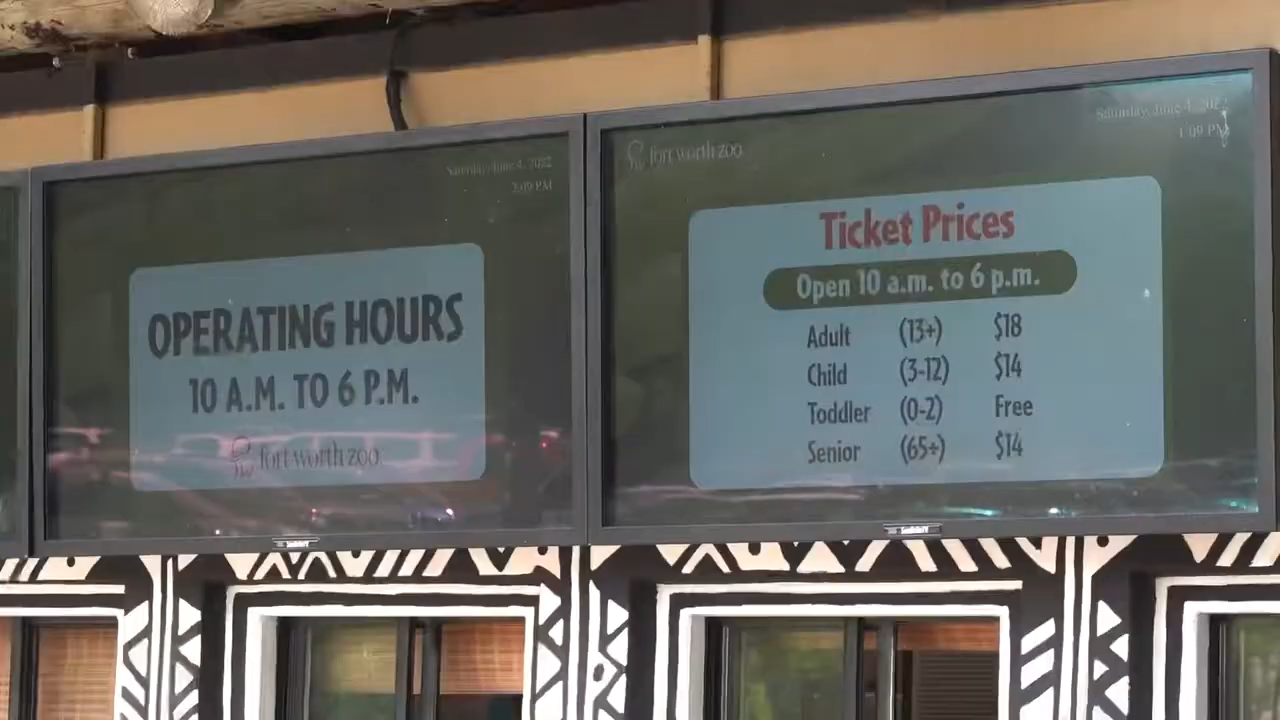 Saturday, June 4, 2022
2:09 PM
OPERATING HOURS
10 A.M. TO 6 P.M.
fort worth zoo
fort worth zoo
Saturday, June 4, 2022
1:09 PM
Ticket Prices
Open 10 a.m. to 6 p.m.
Adult (13+) $18
Child (3-12) $14
Toddler (0-2) Free
Senior (65+) $14